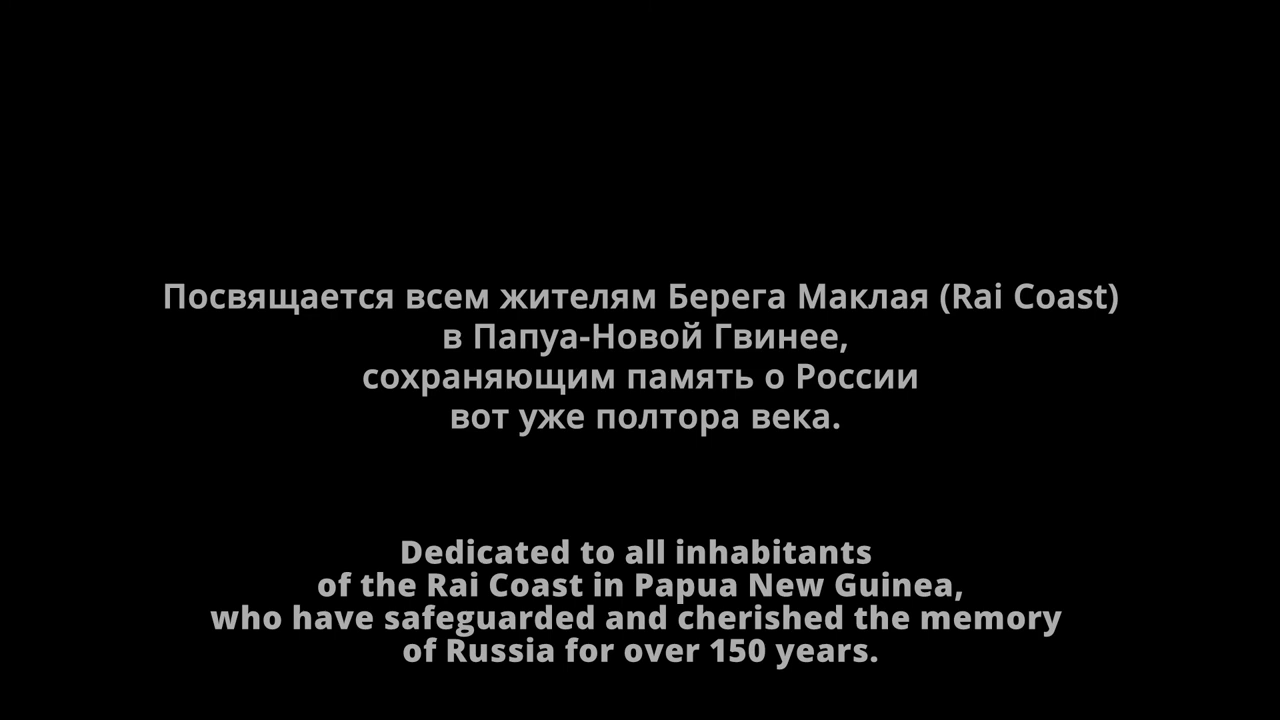 Посвящается всем жителям Берега Маклая (Rai Coast)
в Папуа-Новой Гвинее,
сохраняющим память о России
вот уже полтора века.
Dedicated to all inhabitants
of the Rai Coast in Papua New Guinea,
who have safeguarded and cherished the memory
of Russia for over 150 years.